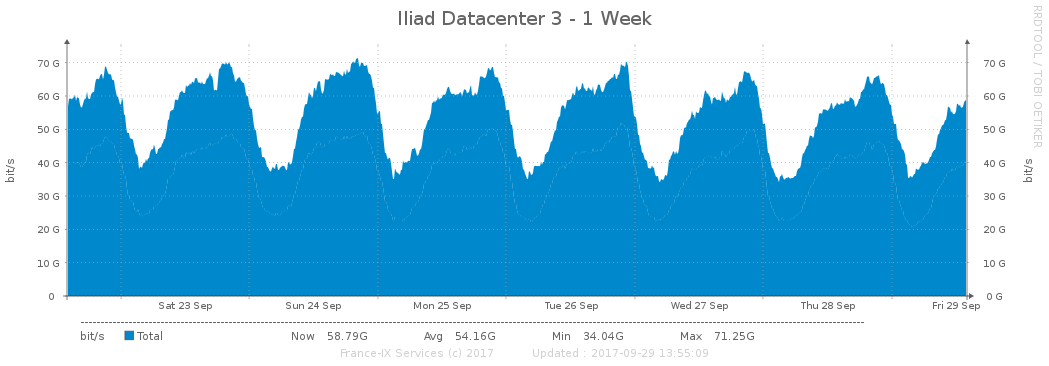 Iliad Datacenter 3 - 1 Week
RRDTOOL / TOBI OETIKER
bit/s
70 G
60 G
50 G
40 G
30 G
20 G
10 G
0
70 G
60 G
50 G
40 G
30 G
20 G
10 G
0 G
bit/s
Sat 23 Sep Sun 24 Sep Mon 25 Sep Tue 26 Sep Wed 27 Sep Thu 28 Sep Fri 29 Sep
bit/s Total Now 58.79G Avg 54.16G Min 34.04G Max 71.25G
France-IX Services (c) 2017 Updated : 2017-09-29 13:55:09